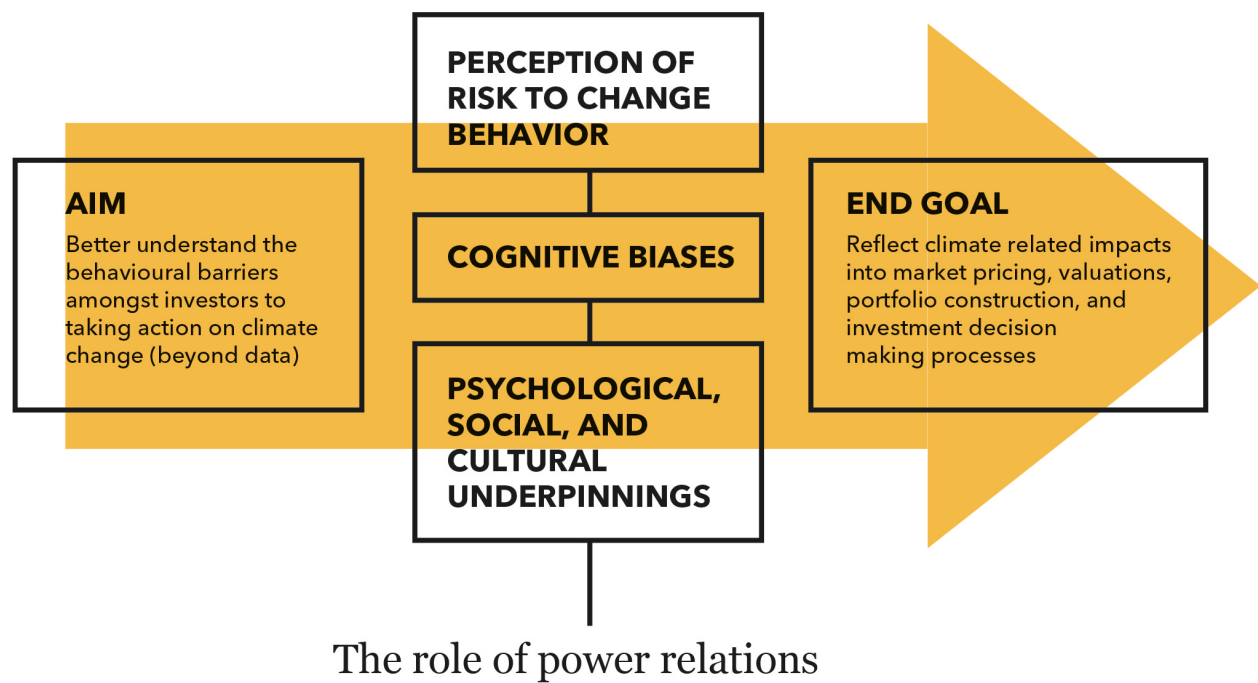 AIM
Better understand the
behavioural barriers
amongst investors to
taking action on climate
change (beyond data)
PERCEPTION OF
RISK TO CHANGE
BEHAVIOR
COGNITIVE BIASES
PSYCHOLOGICAL,
SOCIAL, AND
CULTURAL
UNDERPINNINGS
The role of power relations
END GOAL
Reflect climate related impacts
into market pricing, valuations,
portfolio construction, and
investment decision
making processes